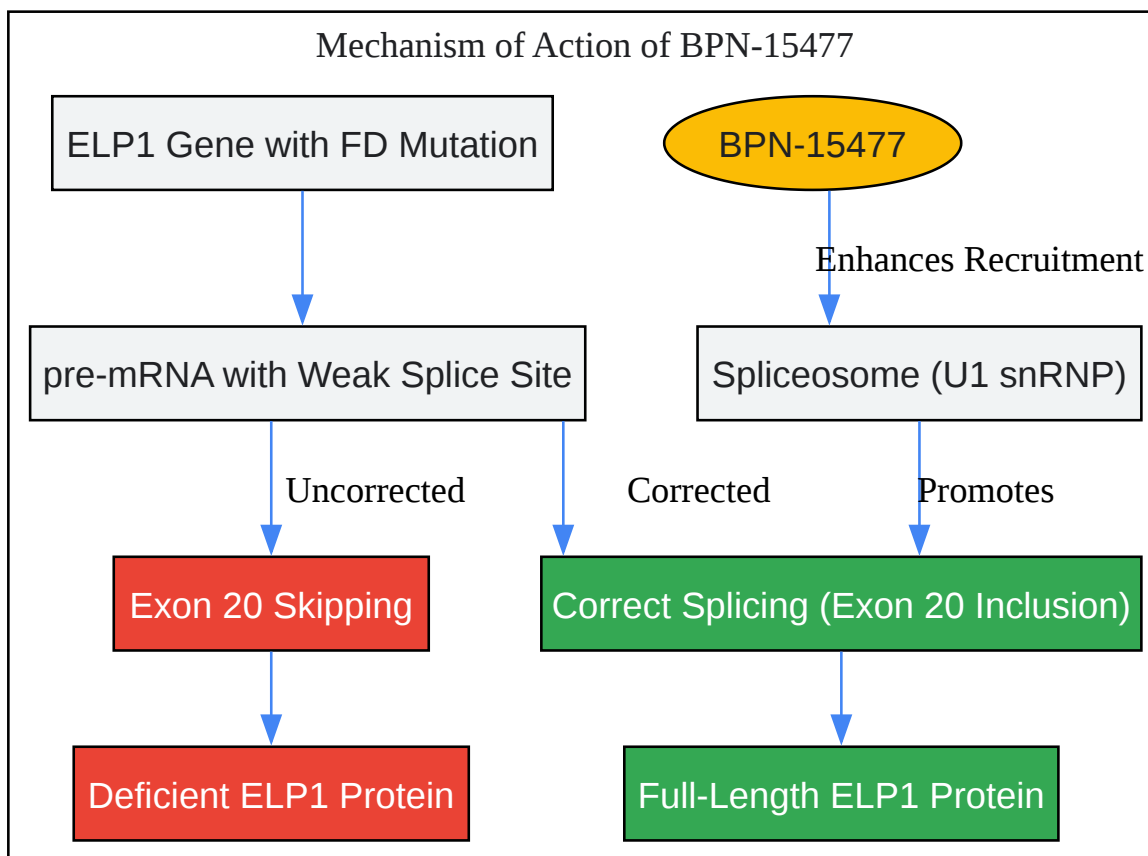 Mechanism of Action of BPN-15477
ELP1 Gene with FD Mutation
BPN-15477
Enhances Recruitment
pre-mRNA with Weak Splice Site
Spliceosome (U1 snRNP)
Uncorrected
Corrected
Promotes
Exon 20 Skipping
Correct Splicing (Exon 20 Inclusion)
Deficient ELP1 Protein
Full-Length ELP1 Protein